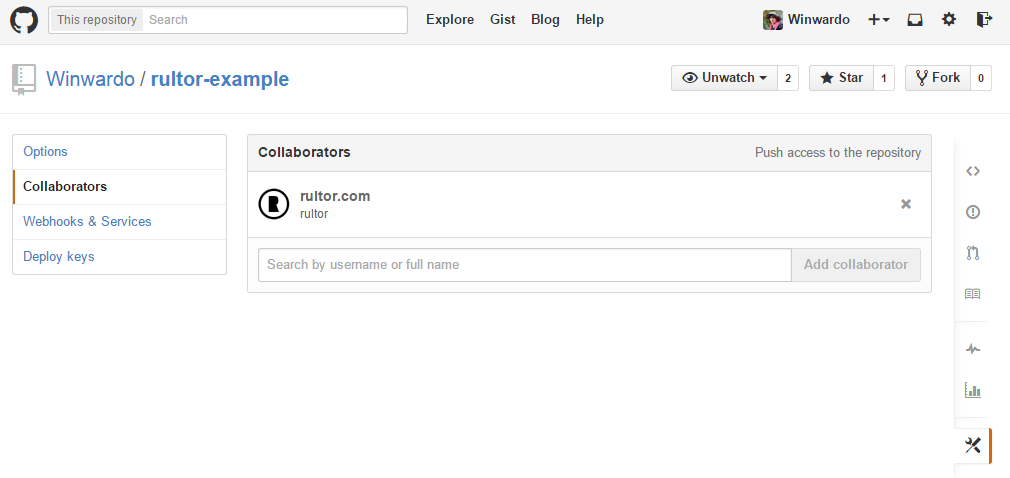 This repository Search Explore Gist Blog Help Winwardo
Winwardo / rultor-example Unwatch 2 Star 1 Fork 0
Options
Collaborators
Webhooks & Services
Deploy keys
Collaborators Push access to the repository
rultor.com
rultor
Search by username or full name Add collaborator